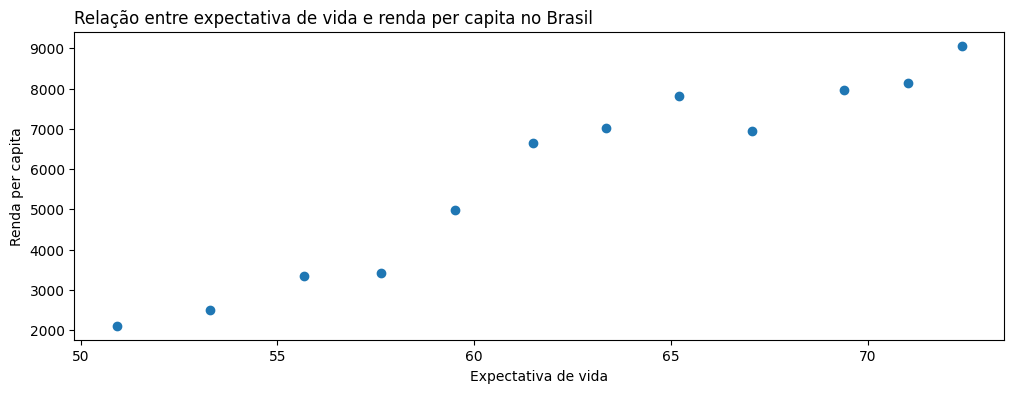 Relação entre expectativa de vida e renda per capita no Brasil
9000
8000
7000
6000
5000
4000
3000
2000
Renda per capita
50 55 60 65 70
Expectativa de vida